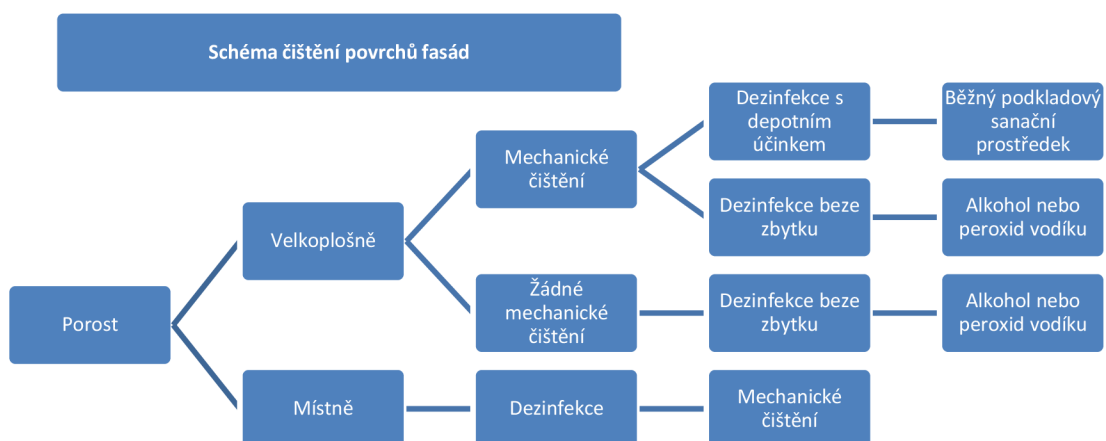 Schéma čištění povrchů fasád
Porost
Velkoplošně
Mechanické
čištění
Dezinfekce s
depotním
účinkem
Běžný podkladový
sanační
prostředek
Dezinfekce beze
zbytku
Alkohol nebo
peroxid vodíku
Žádné
mechanické
čištění
Dezinfekce beze
zbytku
Alkohol nebo
peroxid vodíku
Místně
Dezinfekce
Mechanické
čištění